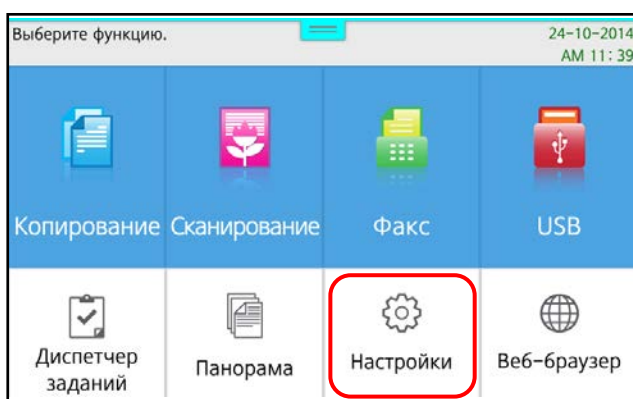 Выберите функцию.
24-10-2014
AM 11:39
Копирование
Сканирование
Факс
USB
Диспетчер
заданий
Панорама
Настройки
Веб-браузер